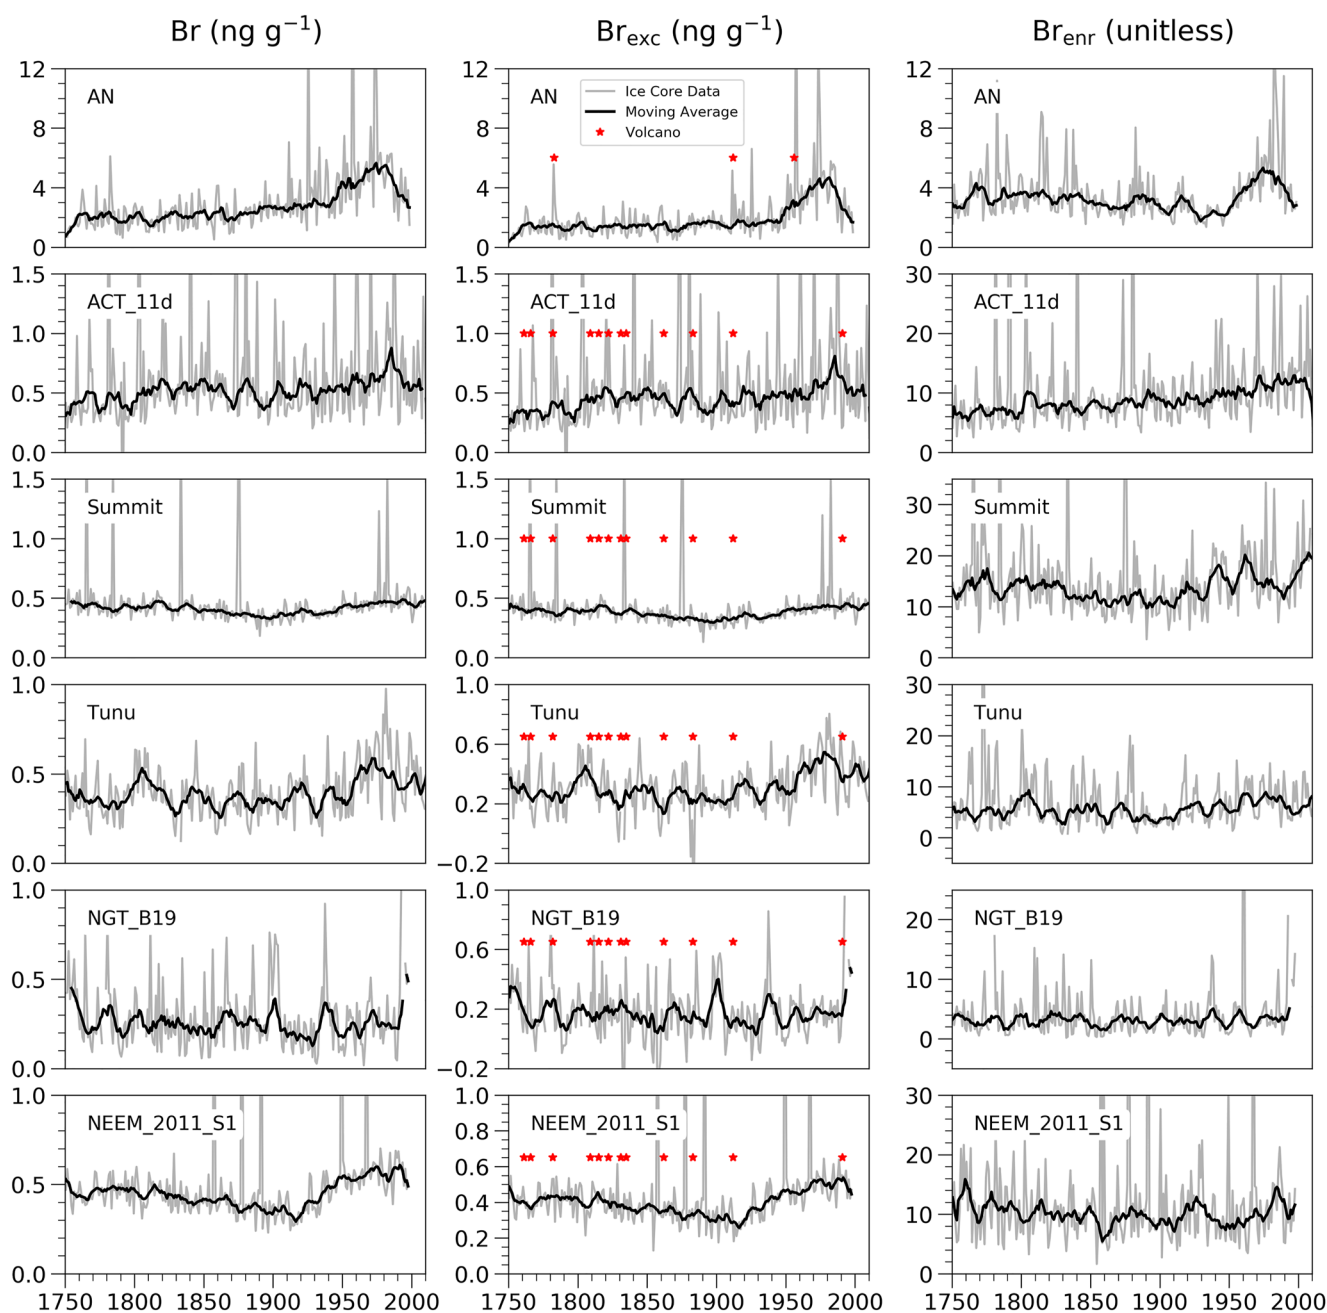 Br (ng g⁻¹)
Br_exc (ng g⁻¹)
Br_enr (unitless)
12
8
4
0
AN
12
8
4
0
AN
Ice Core Data
Moving Average
Volcano
12
8
4
0
AN
1.5
1.0
0.5
0.0
ACT_11d
1.5
1.0
0.5
0.0
ACT_11d
30
20
10
0
ACT_11d
1.5
1.0
0.5
0.0
Summit
1.5
1.0
0.5
0.0
Summit
30
20
10
0
Summit
1.0
0.5
0.0
Tunu
1.0
0.6
0.2
−0.2
Tunu
30
20
10
0
Tunu
1.0
0.5
0.0
NGT_B19
1.0
0.6
0.2
−0.2
NGT_B19
20
10
0
NGT_B19
1.0
0.5
0.0
NEEM_2011_S1
1.0
0.8
0.6
0.4
0.2
0.0
NEEM_2011_S1
30
20
10
0
NEEM_2011_S1
1750 1800 1850 1900 1950 2000
1750 1800 1850 1900 1950 2000
1750 1800 1850 1900 1950 2000